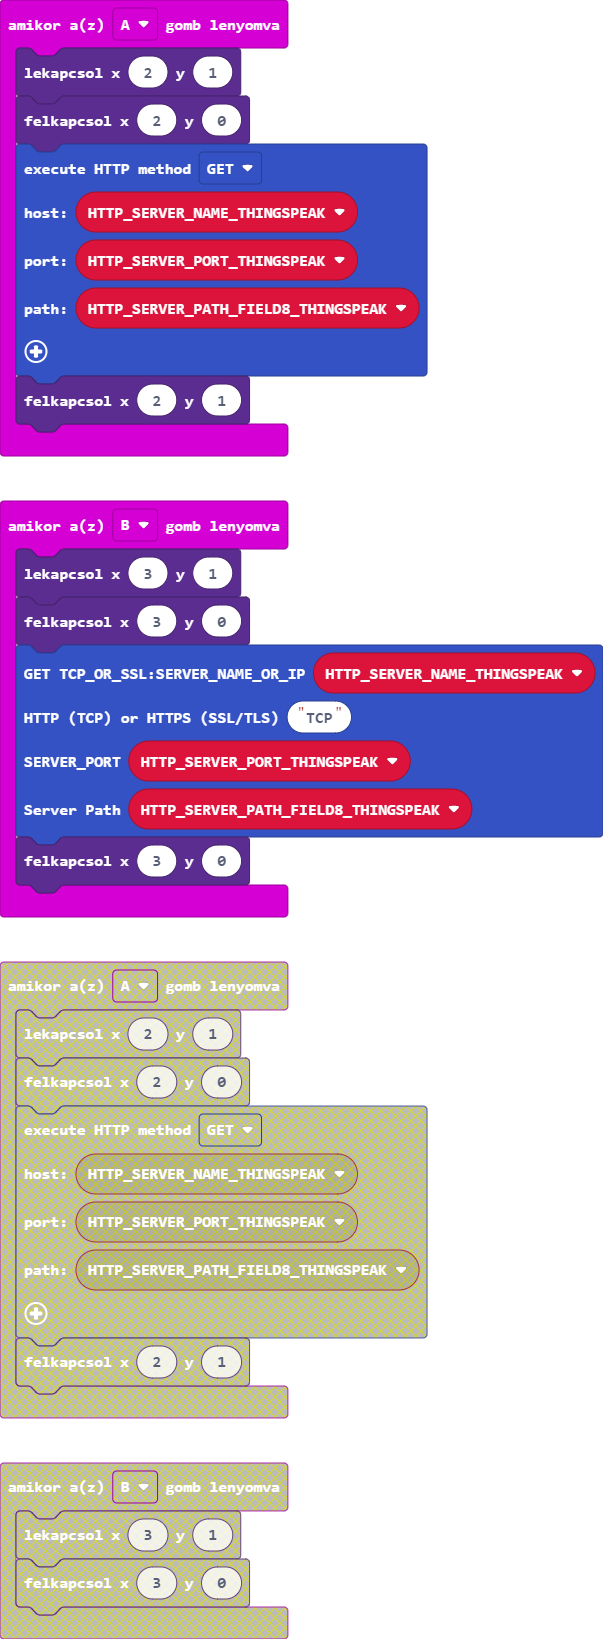 amikor a(z) A gomb lenyomva
lekapcsol x 2 y 1
felkapcsol x 2 y 0
execute HTTP method GET
host: HTTP_SERVER_NAME_THINGSPEAK
port: HTTP_SERVER_PORT_THINGSPEAK
path: HTTP_SERVER_PATH_FIELD8_THINGSPEAK
felkapcsol x 2 y 1
amikor a(z) B gomb lenyomva
lekapcsol x 3 y 1
felkapcsol x 3 y 0
GET TCP_OR_SSL:SERVER_NAME_OR_IP HTTP_SERVER_NAME_THINGSPEAK
HTTP (TCP) or HTTPS (SSL/TLS) "TCP"
SERVER_PORT HTTP_SERVER_PORT_THINGSPEAK
Server Path HTTP_SERVER_PATH_FIELD8_THINGSPEAK
felkapcsol x 3 y 0
amikor a(z) A gomb lenyomva
lekapcsol x 2 y 1
felkapcsol x 2 y 0
execute HTTP method GET
host: HTTP_SERVER_NAME_THINGSPEAK
port: HTTP_SERVER_PORT_THINGSPEAK
path: HTTP_SERVER_PATH_FIELD8_THINGSPEAK
felkapcsol x 2 y 1
amikor a(z) B gomb lenyomva
lekapcsol x 3 y 1
felkapcsol x 3 y 0